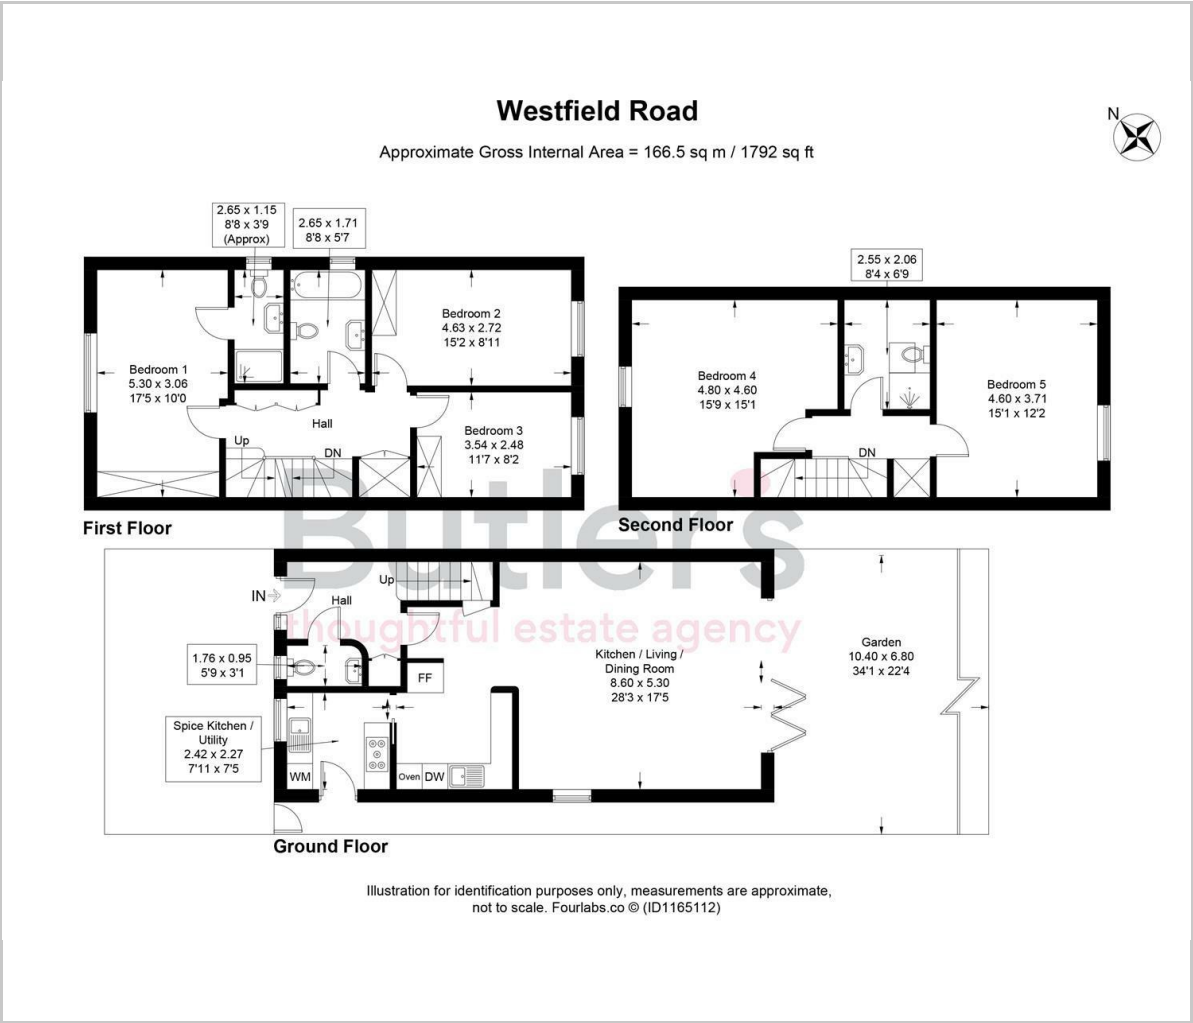 Westfield Road
Approximate Gross Internal Area = 166.5 sq m / 1792 sq ft
N
2.65 x 1.15
8'8 x 3'9
(Approx)
2.65 x 1.71
8'8 x 5'7
Bedroom 1
5.30 x 3.06
17'5 x 10'0
Bedroom 2
4.63 x 2.72
15'2 x 8'11
Hall
Up
DN
Bedroom 3
3.54 x 2.48
11'7 x 8'2
First Floor
2.55 x 2.06
8'4 x 6'9
Bedroom 4
4.80 x 4.60
15'9 x 15'1
Bedroom 5
4.60 x 3.71
15'1 x 12'2
DN
Second Floor
Butler's
thoughtful estate agency
IN
Hall
Up
1.76 x 0.95
5'9 x 3'1
FF
Kitchen / Living /
Dining Room
8.60 x 5.30
28'3 x 17'5
Garden
10.40 x 6.80
34'1 x 22'4
Spice Kitchen /
Utility
2.42 x 2.27
7'11 x 7'5
WM
Oven
DW
Ground Floor
Illustration for identification purposes only, measurements are approximate,
not to scale. Fourlabs.co © (ID1165112)